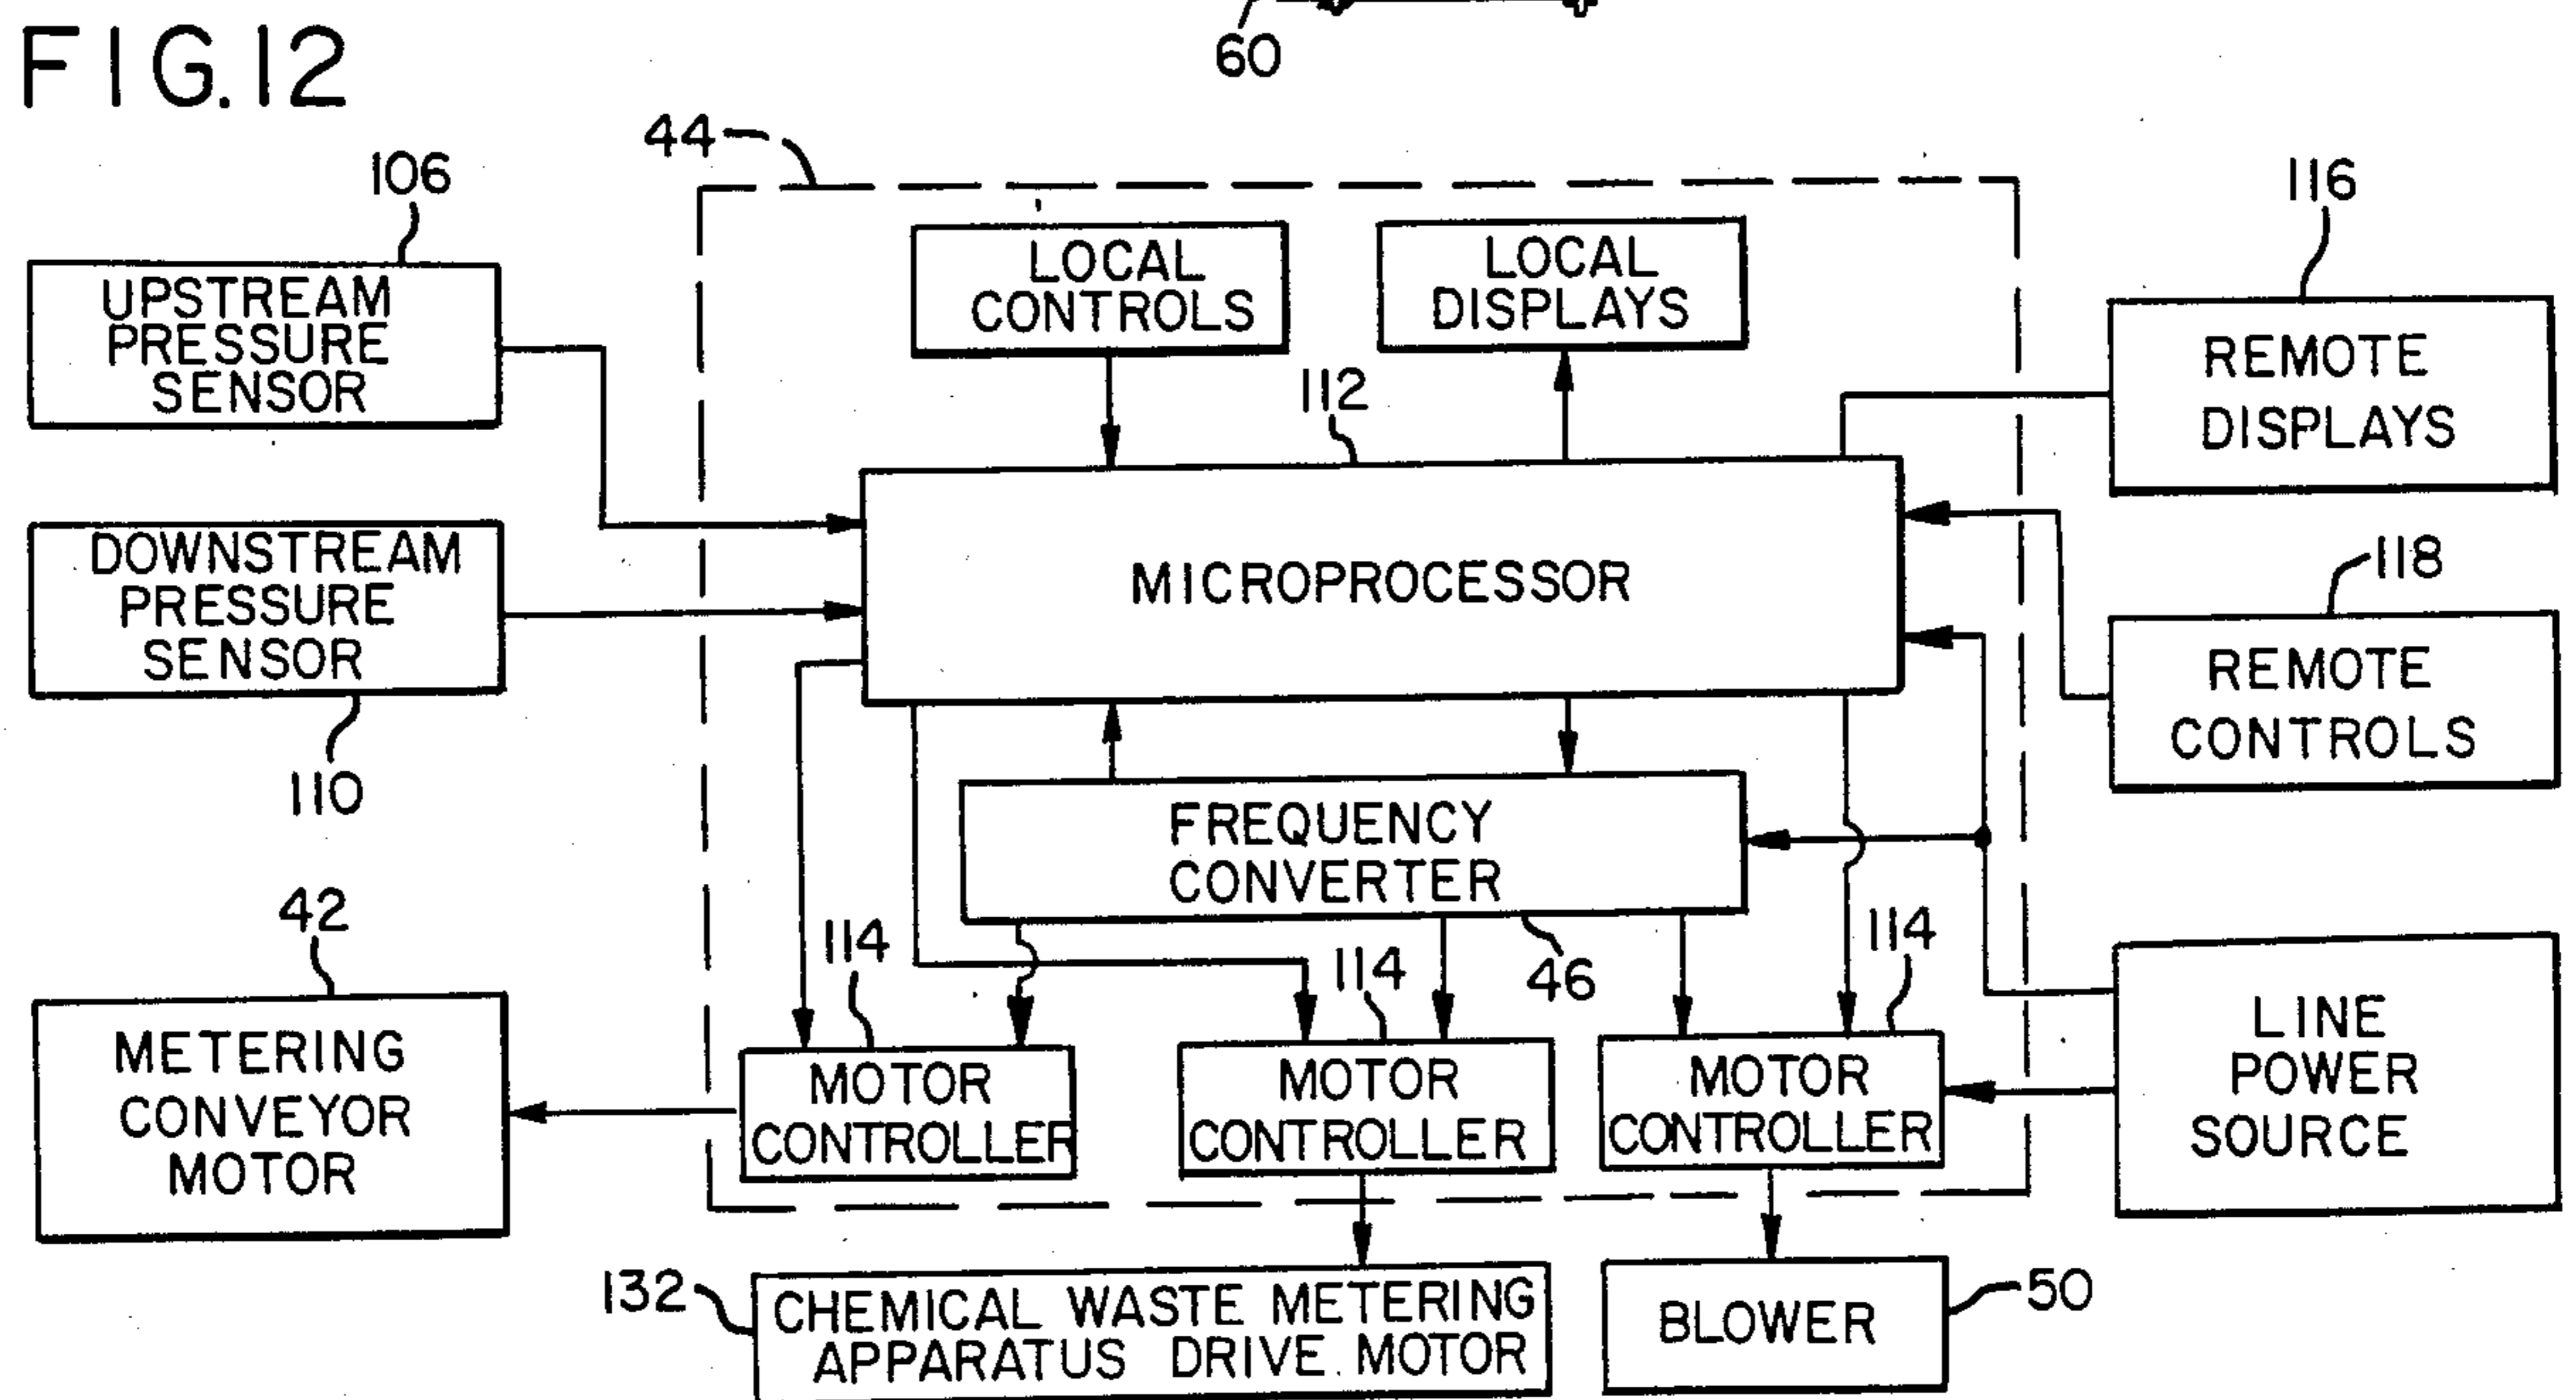 60
FIG.12
44
106
116
LOCAL
CONTROLS
LOCAL
DISPLAYS
UPSTREAM
PRESSURE
SENSOR
REMOTE
DISPLAYS
112
DOWNSTREAM
PRESSURE
SENSOR
MICROPROCESSOR
118
REMOTE
CONTROLS
110
FREQUENCY
CONVERTER
42
114
114
46
114
METERING
CONVEYOR
MOTOR
MOTOR
CONTROLLER
MOTOR
CONTROLLER
MOTOR
CONTROLLER
LINE
POWER
SOURCE
132
CHEMICAL WASTE METERING
APPARATUS DRIVE MOTOR
BLOWER
50